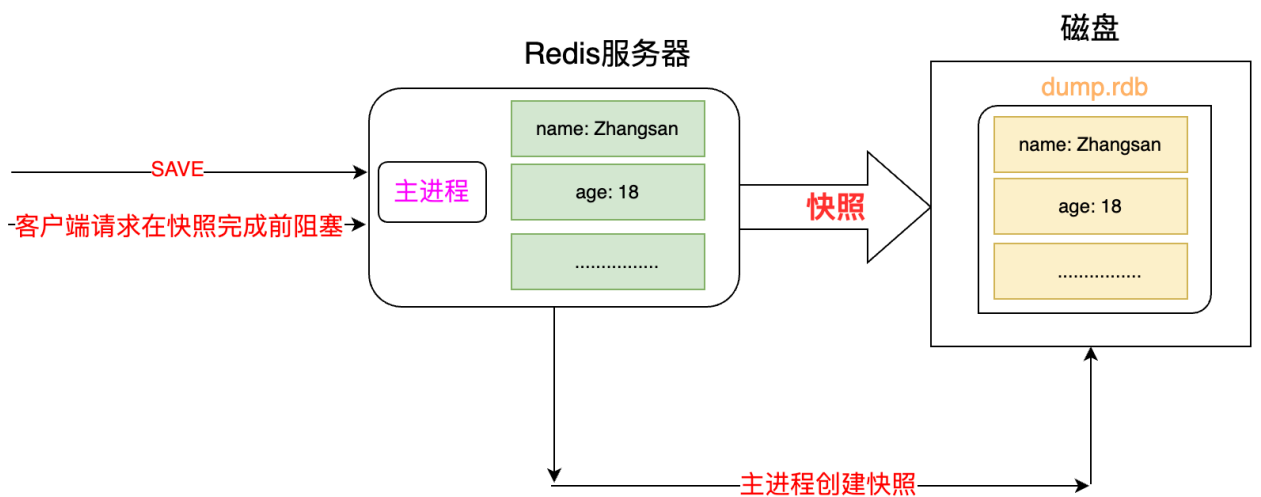 磁盘
Redis服务器
dump.rdb
name: Zhangsan
name: Zhangsan
SAVE
主进程
age: 18
快照
age: 18
客户端请求在快照完成前阻塞
................
................
主进程创建快照